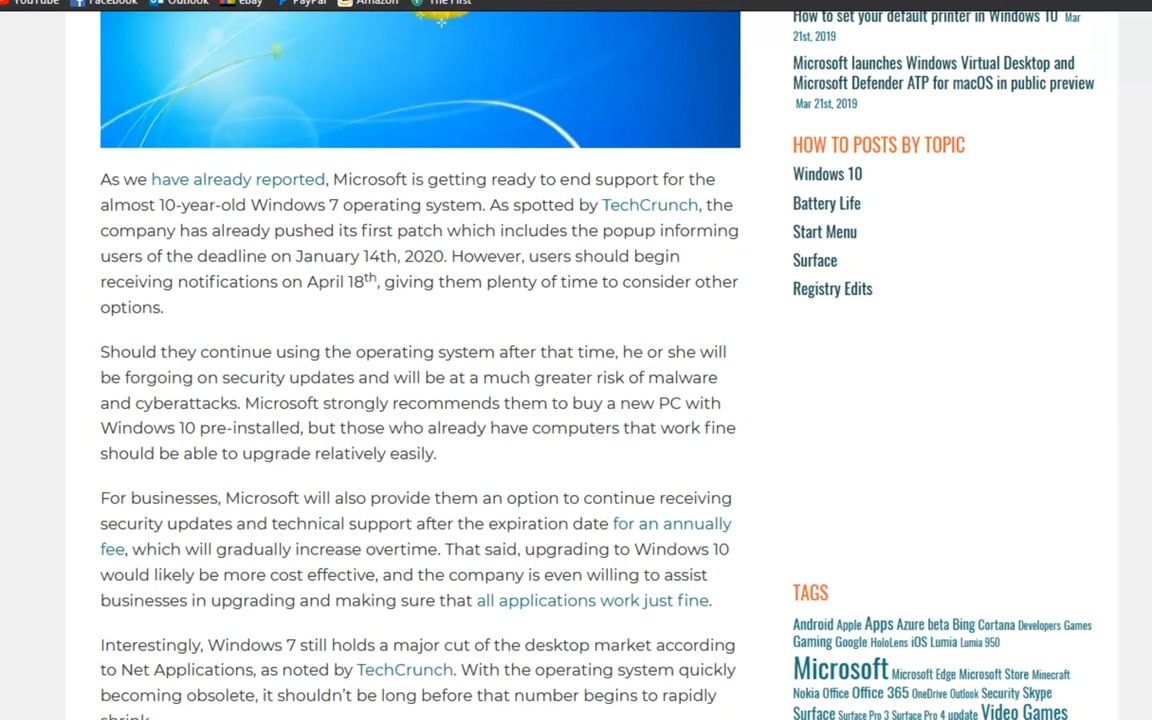 YouTube Facebook Outlook eBay PayPal Amazon The First
As we have already reported, Microsoft is getting ready to end support for the
almost 10-year-old Windows 7 operating system. As spotted by TechCrunch, the
company has already pushed its first patch which includes the popup informing
users of the deadline on January 14th, 2020. However, users should begin
receiving notifications on April 18th, giving them plenty of time to consider other
options.
Should they continue using the operating system after that time, he or she will
be forgoing on security updates and will be at a much greater risk of malware
and cyberattacks. Microsoft strongly recommends them to buy a new PC with
Windows 10 pre-installed, but those who already have computers that work fine
should be able to upgrade relatively easily.
For businesses, Microsoft will also provide them an option to continue receiving
security updates and technical support after the expiration date for an annually
fee, which will gradually increase overtime. That said, upgrading to Windows 10
would likely be more cost effective, and the company is even willing to assist
businesses in upgrading and making sure that all applications work just fine.
Interestingly, Windows 7 still holds a major cut of the desktop market according
to Net Applications, as noted by TechCrunch. With the operating system quickly
becoming obsolete, it shouldn't be long before that number begins to rapidly
shrink.
How to set your default printer in Windows 10 Mar
21st, 2019
Microsoft launches Windows Virtual Desktop and
Microsoft Defender ATP for macOS in public preview
Mar 21st, 2019
HOW TO POSTS BY TOPIC
Windows 10
Battery Life
Start Menu
Surface
Registry Edits
TAGS
Android Apple Apps Azure beta Bing Cortana Developers Games
Gaming Google HoloLens iOS Lumia Lumia 950
Microsoft Microsoft Edge Microsoft Store Minecraft
Nokia Office Office 365 OneDrive Outlook Security Skype
Surface Surface Pro 3 Surface Pro 4 update Video Games